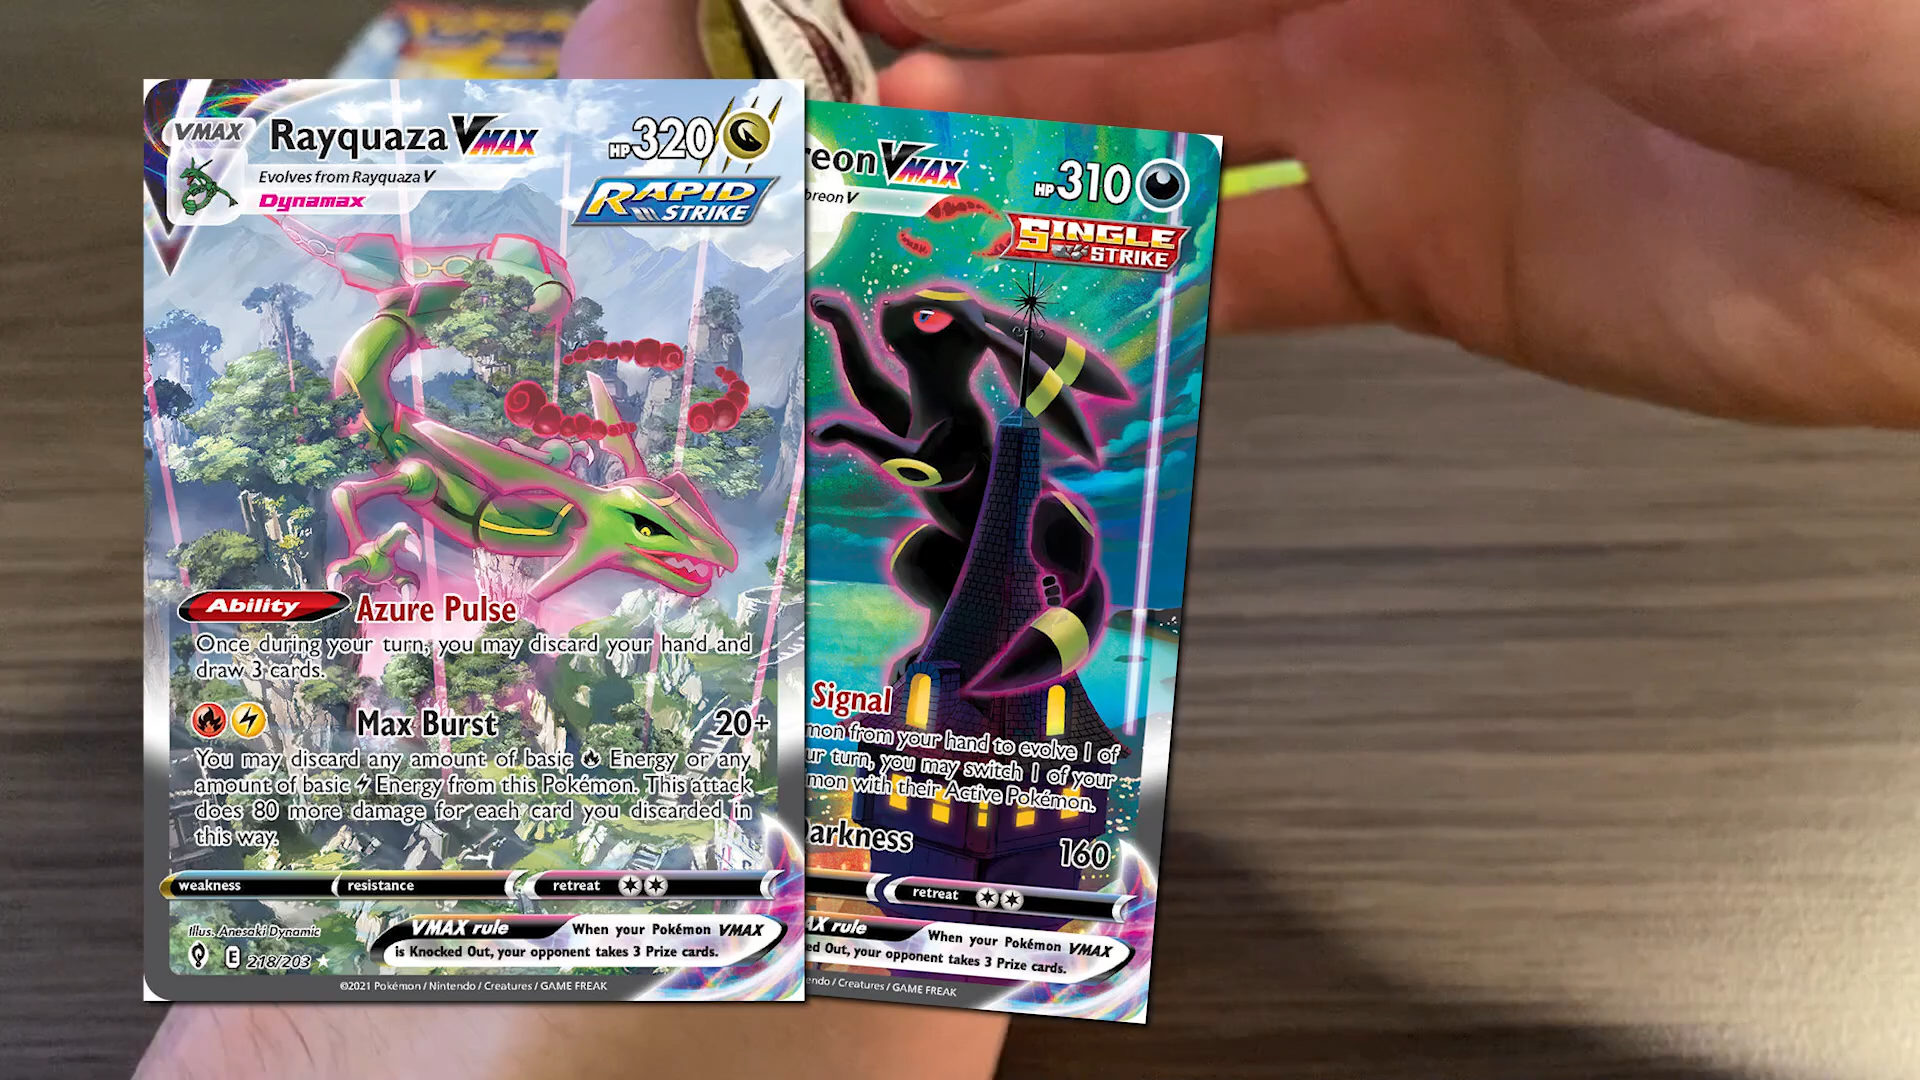 VMAX
Rayquaza VMAX
HP 320
Evolves from Rayquaza V
Dynamax
RAPID
STRIKE
Ability Azure Pulse
Once during your turn, you may discard your hand and
draw 3 cards.
Max Burst 20+
You may discard any amount of basic Energy or any
amount of basic Energy from this Pokémon. This attack
does 80 more damage for each card you discarded in
this way.
weakness resistance retreat
Illus. Anesaki Dynamic
E 218/203
VMAX rule When your Pokémon VMAX
is Knocked Out, your opponent takes 3 Prize cards.
©2021 Pokémon / Nintendo / Creatures / GAME FREAK
reon VMAX
HP 310
breon V
SINGLE
STRIKE
Signal
mon from your hand to evolve 1 of
ur turn, you may switch 1 of your
mon with their Active Pokémon.
Darkness 160
retreat
AX rule When your Pokémon VMAX
ed Out, your opponent takes 3 Prize cards.
endo / Creatures / GAME FREAK